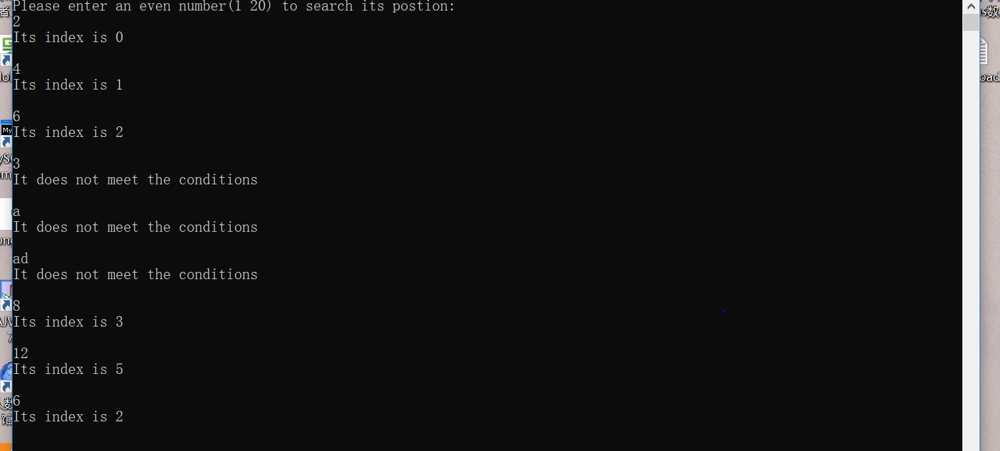 Please enter an even number(1 20) to search its postion:
2
Its index is 0
4
Its index is 1
6
Its index is 2
3
It does not meet the conditions
a
It does not meet the conditions
ad
It does not meet the conditions
8
Its index is 3
12
Its index is 5
6
Its index is 2